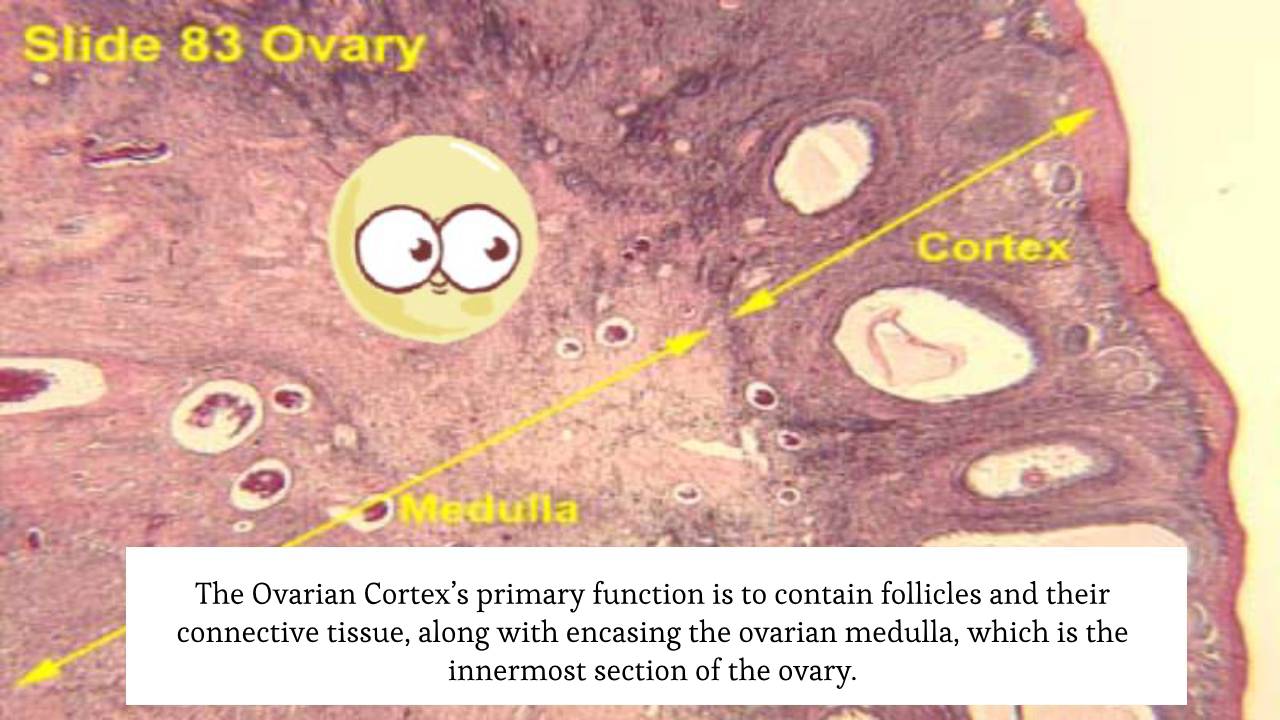 Slide 83 Ovary
Cortex
Medulla
The Ovarian Cortex’s primary function is to contain follicles and their
connective tissue, along with encasing the ovarian medulla, which is the
innermost section of the ovary.